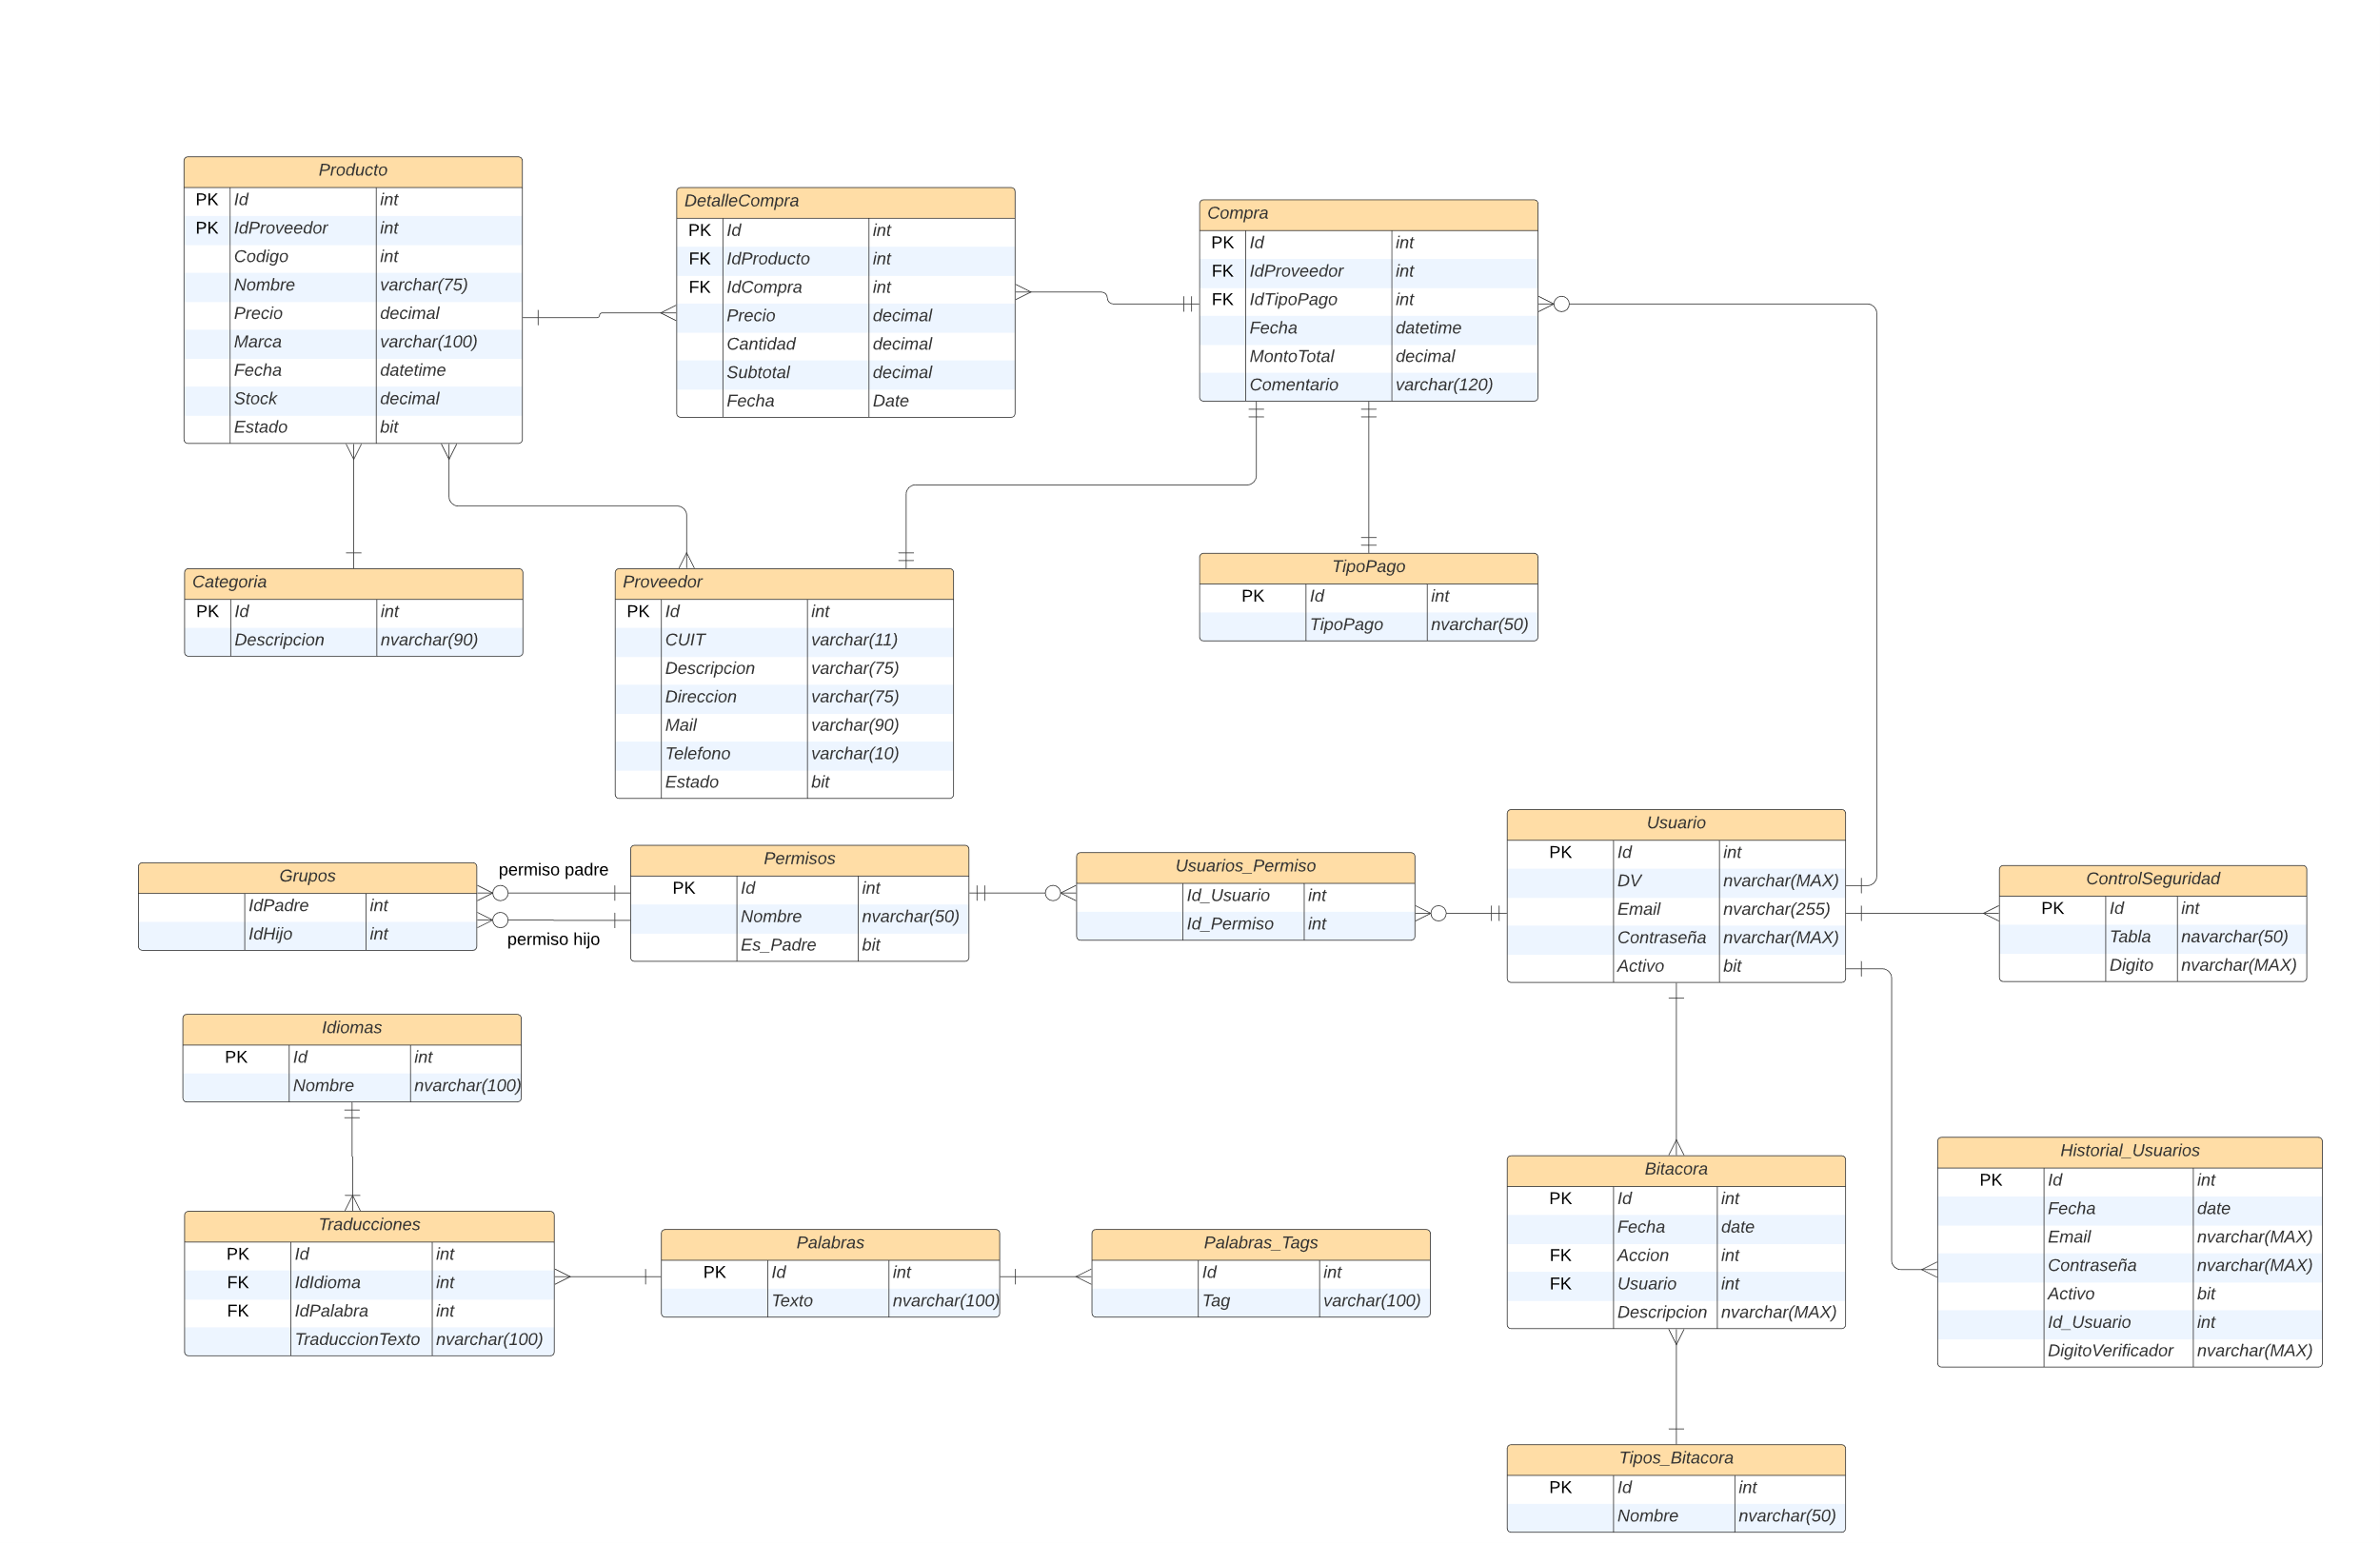 Producto
PK Id int
PK IdProveedor int
Codigo int
Nombre varchar(75)
Precio decimal
Marca varchar(100)
Fecha datetime
Stock decimal
Estado bit
DetalleCompra
PK Id int
FK IdProducto int
FK IdCompra int
Precio decimal
Cantidad decimal
Subtotal decimal
Fecha Date
Compra
PK Id int
FK IdProveedor int
FK IdTipoPago int
Fecha datetime
MontoTotal decimal
Comentario varchar(120)
Categoria
PK Id int
Descripcion nvarchar(90)
Proveedor
PK Id int
CUIT varchar(11)
Descripcion varchar(75)
Direccion varchar(75)
Mail varchar(90)
Telefono varchar(10)
Estado bit
TipoPago
PK Id int
TipoPago nvarchar(50)
Grupos
IdPadre int
IdHijo int
permiso padre
permiso hijo
Permisos
PK Id int
Nombre nvarchar(50)
Es_Padre bit
Usuarios_Permiso
Id_Usuario int
Id_Permiso int
Usuario
PK Id int
DV nvarchar(MAX)
Email nvarchar(255)
Contraseña nvarchar(MAX)
Activo bit
ControlSeguridad
PK Id int
Tabla navarchar(50)
Digito nvarchar(MAX)
Idiomas
PK Id int
Nombre nvarchar(100)
Traducciones
PK Id int
FK IdIdioma int
FK IdPalabra int
TraduccionTexto nvarchar(100)
Palabras
PK Id int
Texto nvarchar(100)
Palabras_Tags
Id int
Tag varchar(100)
Bitacora
PK Id int
Fecha date
FK Accion int
FK Usuario int
Descripcion nvarchar(MAX)
Historial_Usuarios
PK Id int
Fecha date
Email nvarchar(MAX)
Contraseña nvarchar(MAX)
Activo bit
Id_Usuario int
DigitoVerificador nvarchar(MAX)
Tipos_Bitacora
PK Id int
Nombre nvarchar(50)